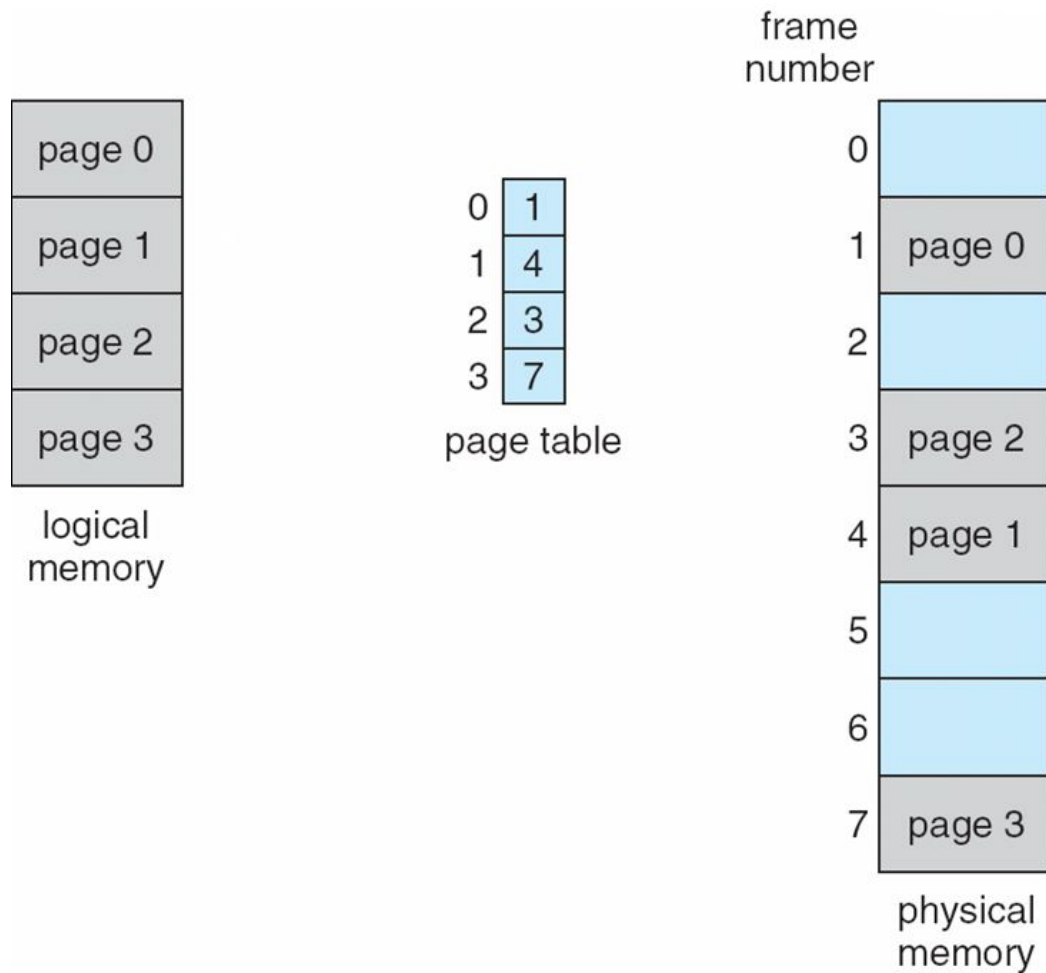 page 0
page 1
page 2
page 3
logical
memory
0 1
1 4
2 3
3 7
page table
frame
number
0
1 page 0
2
3 page 2
4 page 1
5
6
7 page 3
physical
memory